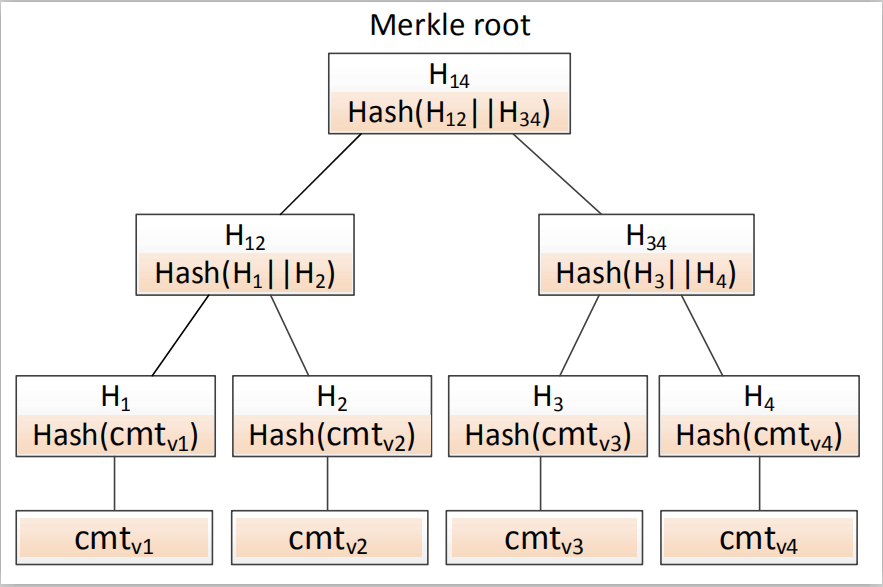 Merkle root
H14
Hash(H12||H34)
H12
Hash(H1||H2)
H34
Hash(H3||H4)
H1
Hash(cmtv1)
H2
Hash(cmtv2)
H3
Hash(cmtv3)
H4
Hash(cmtv4)
cmtv1
cmtv2
cmtv3
cmtv4